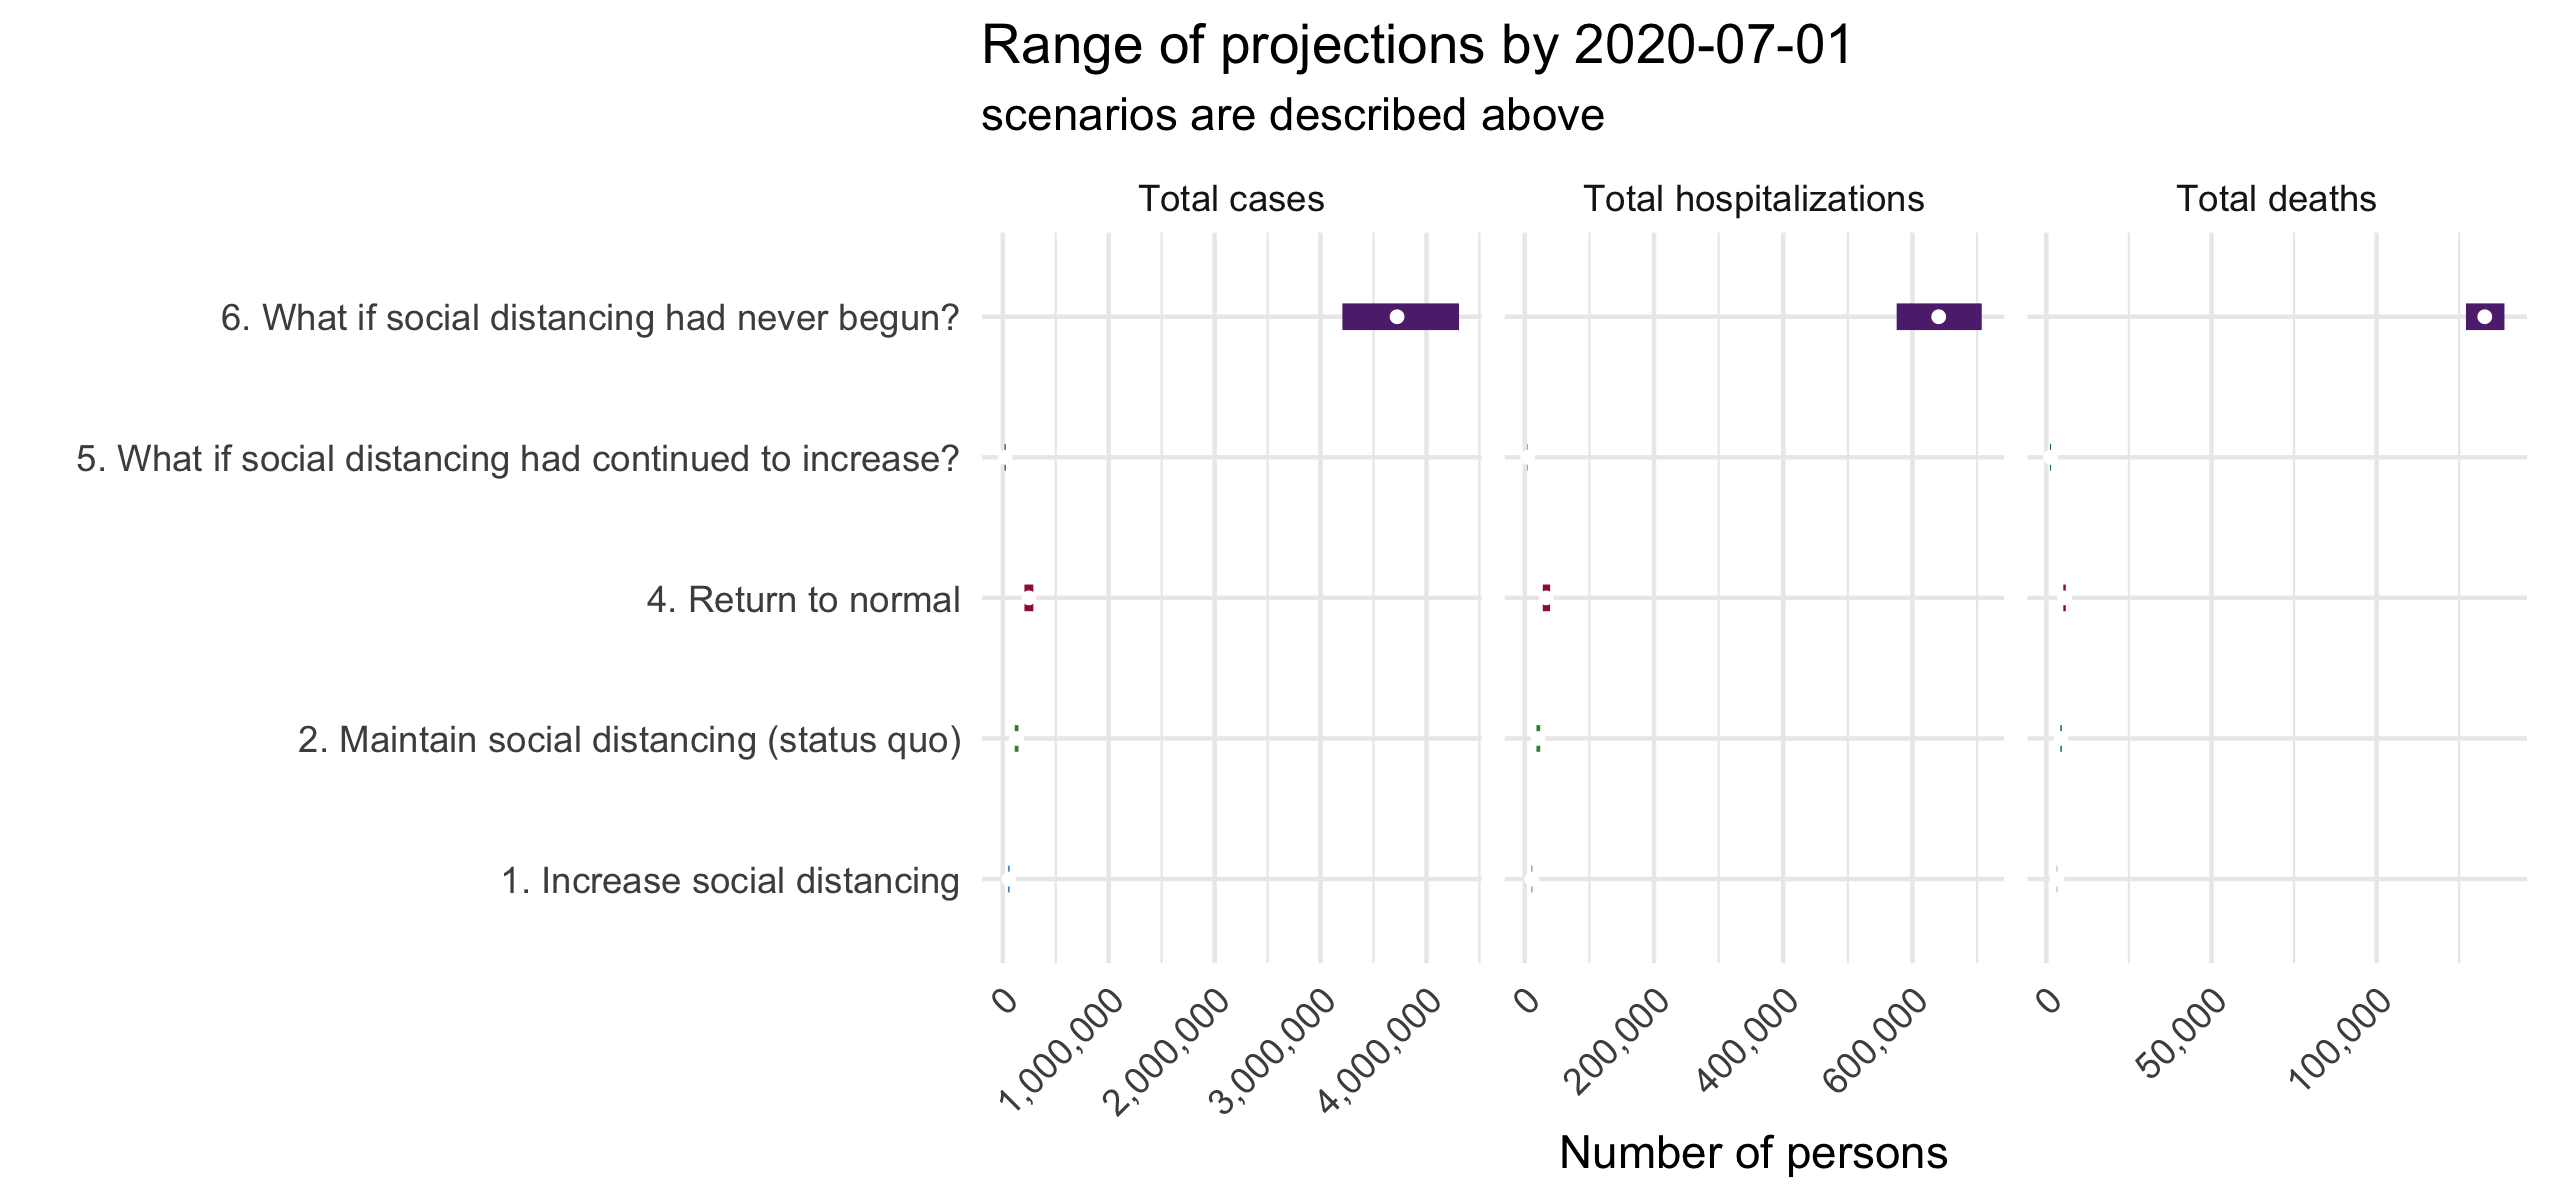 Range of projections by 2020-07-01
scenarios are described above
Total cases
Total hospitalizations
Total deaths
6. What if social distancing had never begun?
5. What if social distancing had continued to increase?
4. Return to normal
2. Maintain social distancing (status quo)
1. Increase social distancing
0
1,000,000
2,000,000
3,000,000
4,000,000
0
200,000
400,000
600,000
0
50,000
100,000
Number of persons